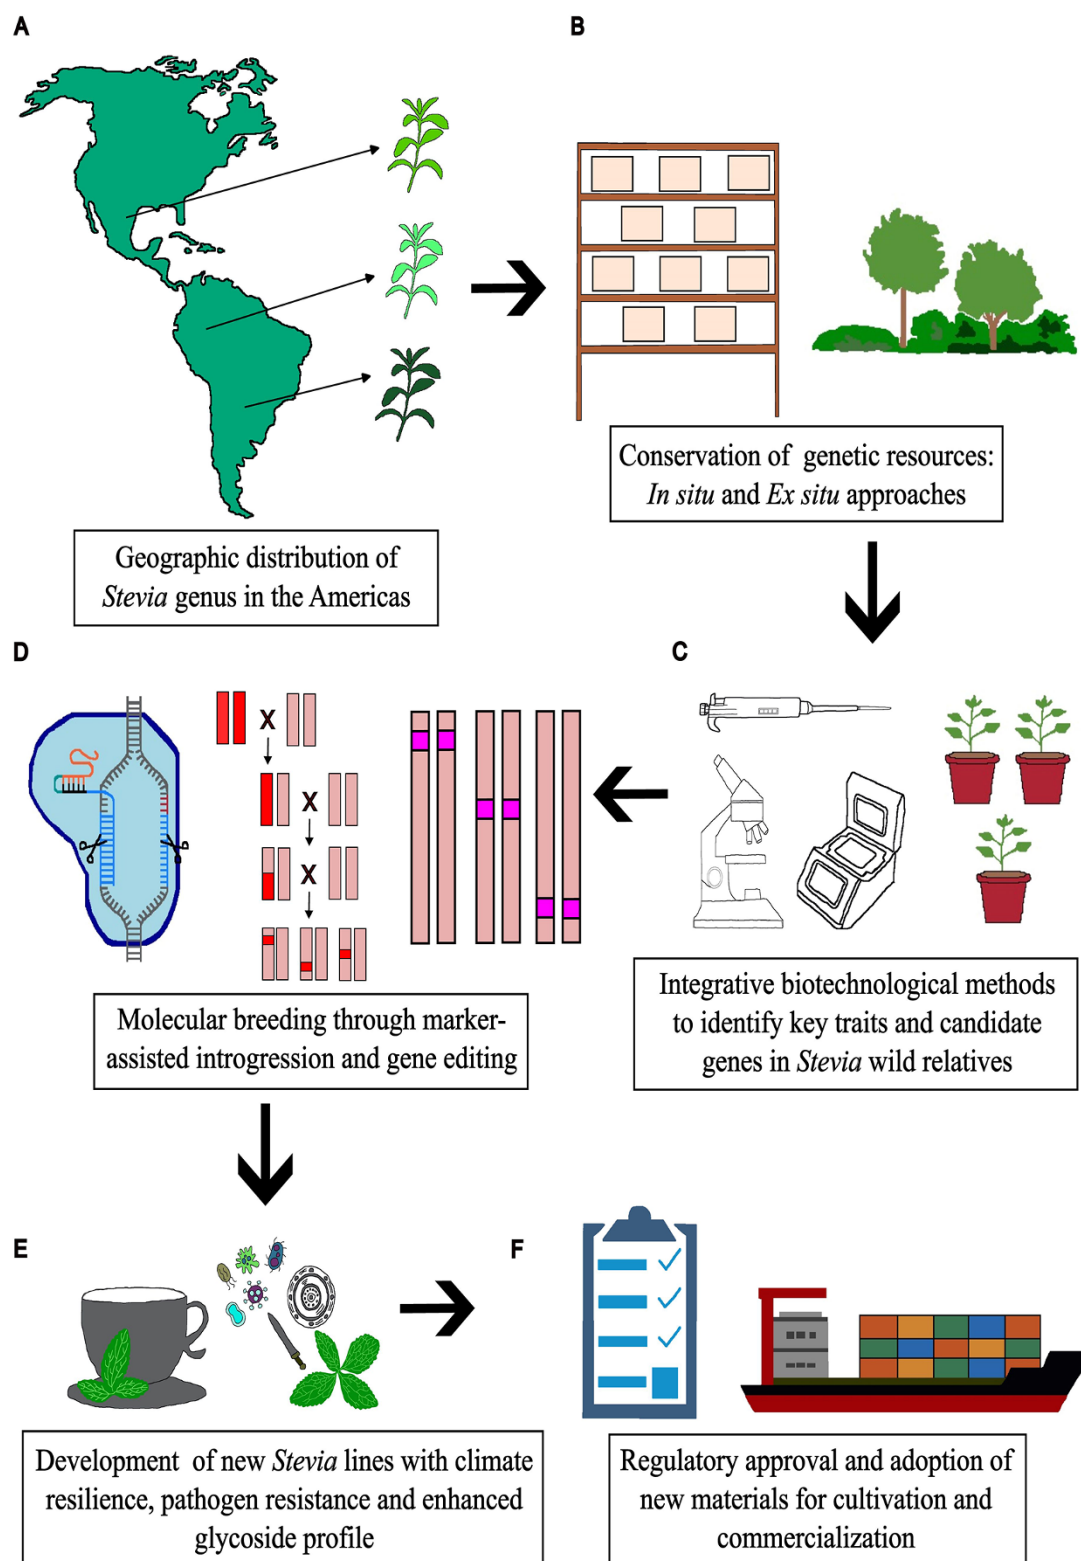 A
Geographic distribution of
Stevia genus in the Americas
B
Conservation of genetic resources:
In situ and Ex situ approaches
C
Integrative biotechnological methods
to identify key traits and candidate
genes in Stevia wild relatives
D
X
X
X
Molecular breeding through marker-
assisted introgression and gene editing
E
Development of new Stevia lines with climate
resilience, pathogen resistance and enhanced
glycoside profile
F
Regulatory approval and adoption of
new materials for cultivation and
commercialization